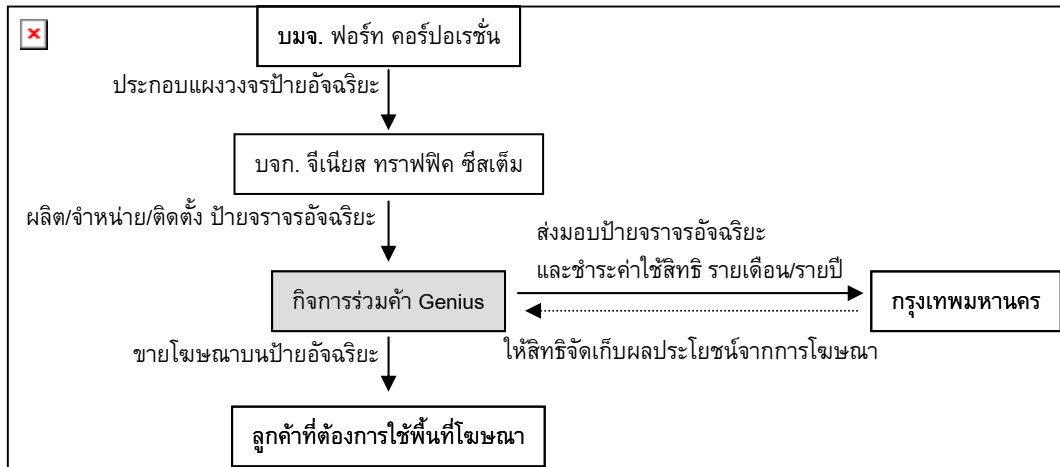 บมจ. ฟอร์ท คอร์ปอเรชั่น
ประกอบแผงวงจรป้ายอัจฉริยะ
บจก. จีเนียส ทราฟฟิค ซีสเต็ม
ผลิต/จำหน่าย/ติดตั้ง ป้ายจราจรอัจฉริยะ
ส่งมอบป้ายจราจรอัจฉริยะ
และชำระค่าใช้สิทธิ รายเดือน/รายปี
กิจการร่วมค้า Genius
กรุงเทพมหานคร
ขายโฆษณาบนป้ายอัจฉริยะ
ให้สิทธิจัดเก็บผลประโยชน์จากการโฆษณา
ลูกค้าที่ต้องการใช้พื้นที่โฆษณา